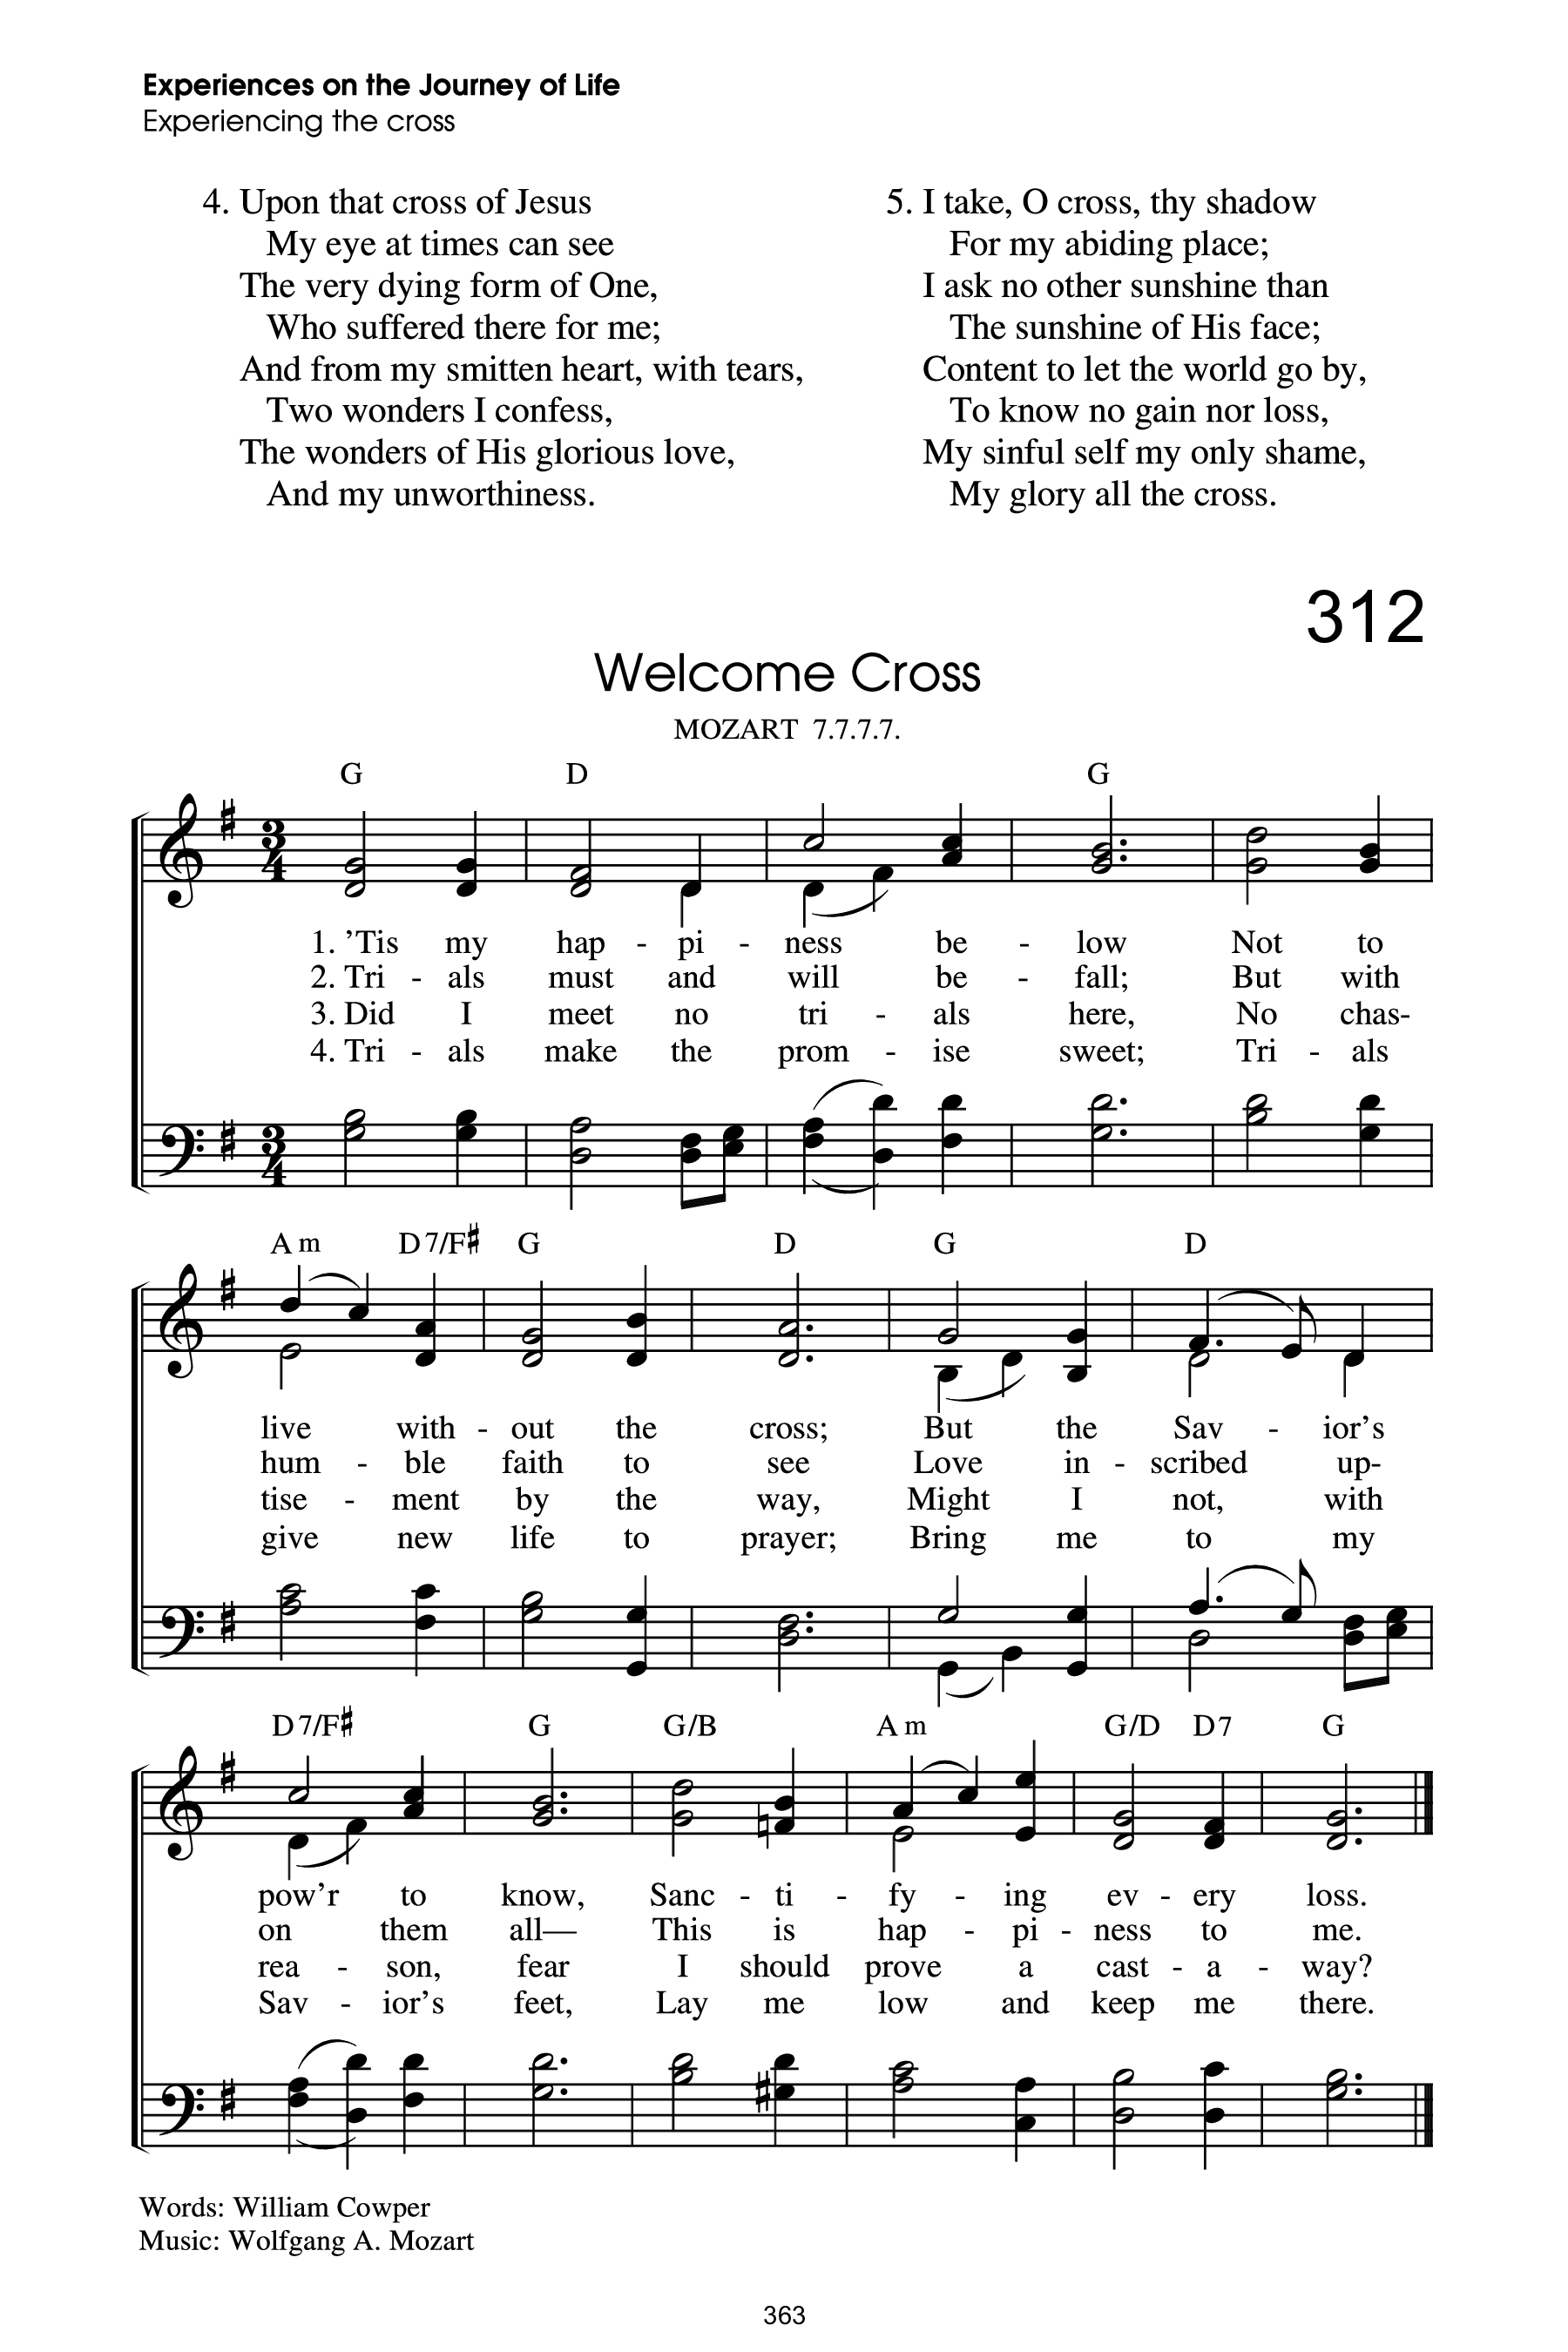 Experiences on the Journey of Life
Experiencing the cross
4. Upon that cross of Jesus
My eye at times can see
The very dying form of One,
Who suffered there for me;
And from my smitten heart, with tears,
Two wonders I confess,
The wonders of His glorious love,
And my unworthiness.
5. I take, O cross, thy shadow
For my abiding place;
I ask no other sunshine than
The sunshine of His face;
Content to let the world go by,
To know no gain nor loss,
My sinful self my only shame,
My glory all the cross.
312
Welcome Cross
MOZART 7.7.7.7.
G D G
3 4
1. ’Tis my hap - pi - ness be - low Not to
2. Tri - als must and will be - fall; But with
3. Did I meet no tri - als here, No chas-
4. Tri - als make the prom - ise sweet; Tri - als
3 4
A m D 7/F♯ G D G D
live with - out the cross; But the Sav - ior’s
hum - ble faith to see Love in - scribed up-
tise - ment by the way, Might I not, with
give new life to prayer; Bring me to my
D 7/F♯ G G/B A m G/D D 7 G
pow’r to know, Sanc - ti - fy - ing ev - ery loss.
on them all— This is hap - pi - ness to me.
rea - son, fear I should prove a cast - a - way?
Sav - ior’s feet, Lay me low and keep me there.
Words: William Cowper
Music: Wolfgang A. Mozart
363